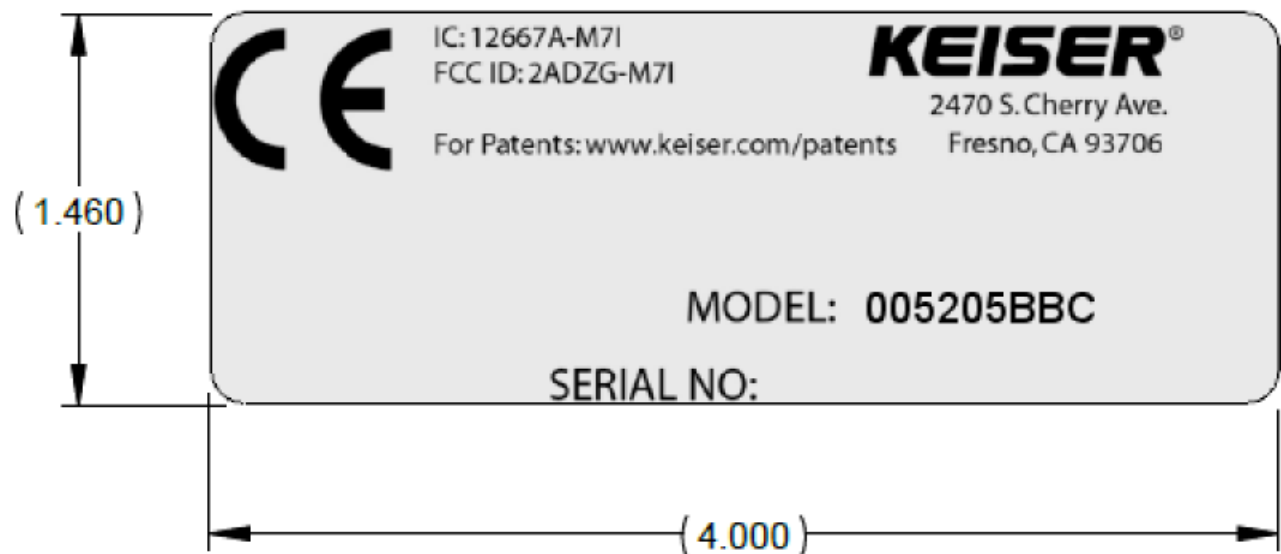 CE
IC: 12667A-M7I
FCC ID: 2ADZG-M7I
For Patents: www.keiser.com/patents
KEISER®
2470 S. Cherry Ave.
Fresno, CA 93706
(1.460)
MODEL: 005205BBC
SERIAL NO:
(4.000)